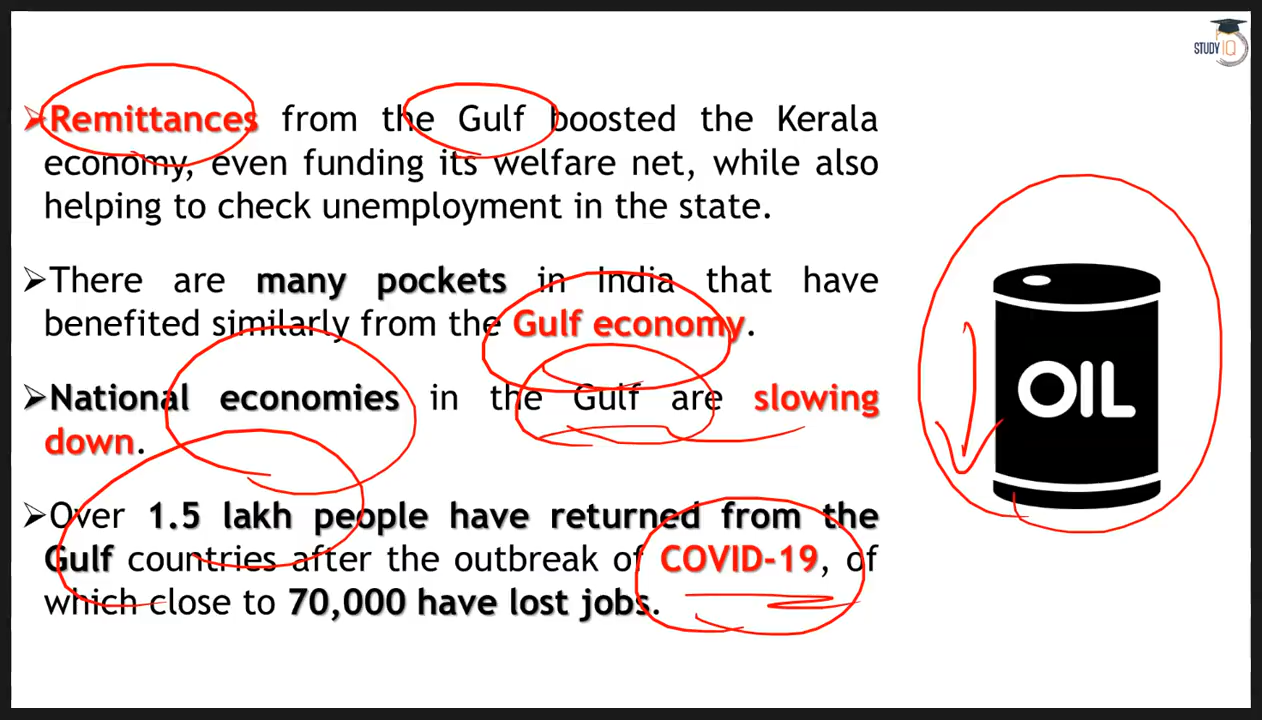 STUDY IQ
➢Remittances from the Gulf boosted the Kerala
economy, even funding its welfare net, while also
helping to check unemployment in the state.
➢There are many pockets in India that have
benefited similarly from the Gulf economy.
➢National economies in the Gulf are slowing
down.
➢Over 1.5 lakh people have returned from the
Gulf countries after the outbreak of COVID-19, of
which close to 70,000 have lost jobs.
OIL